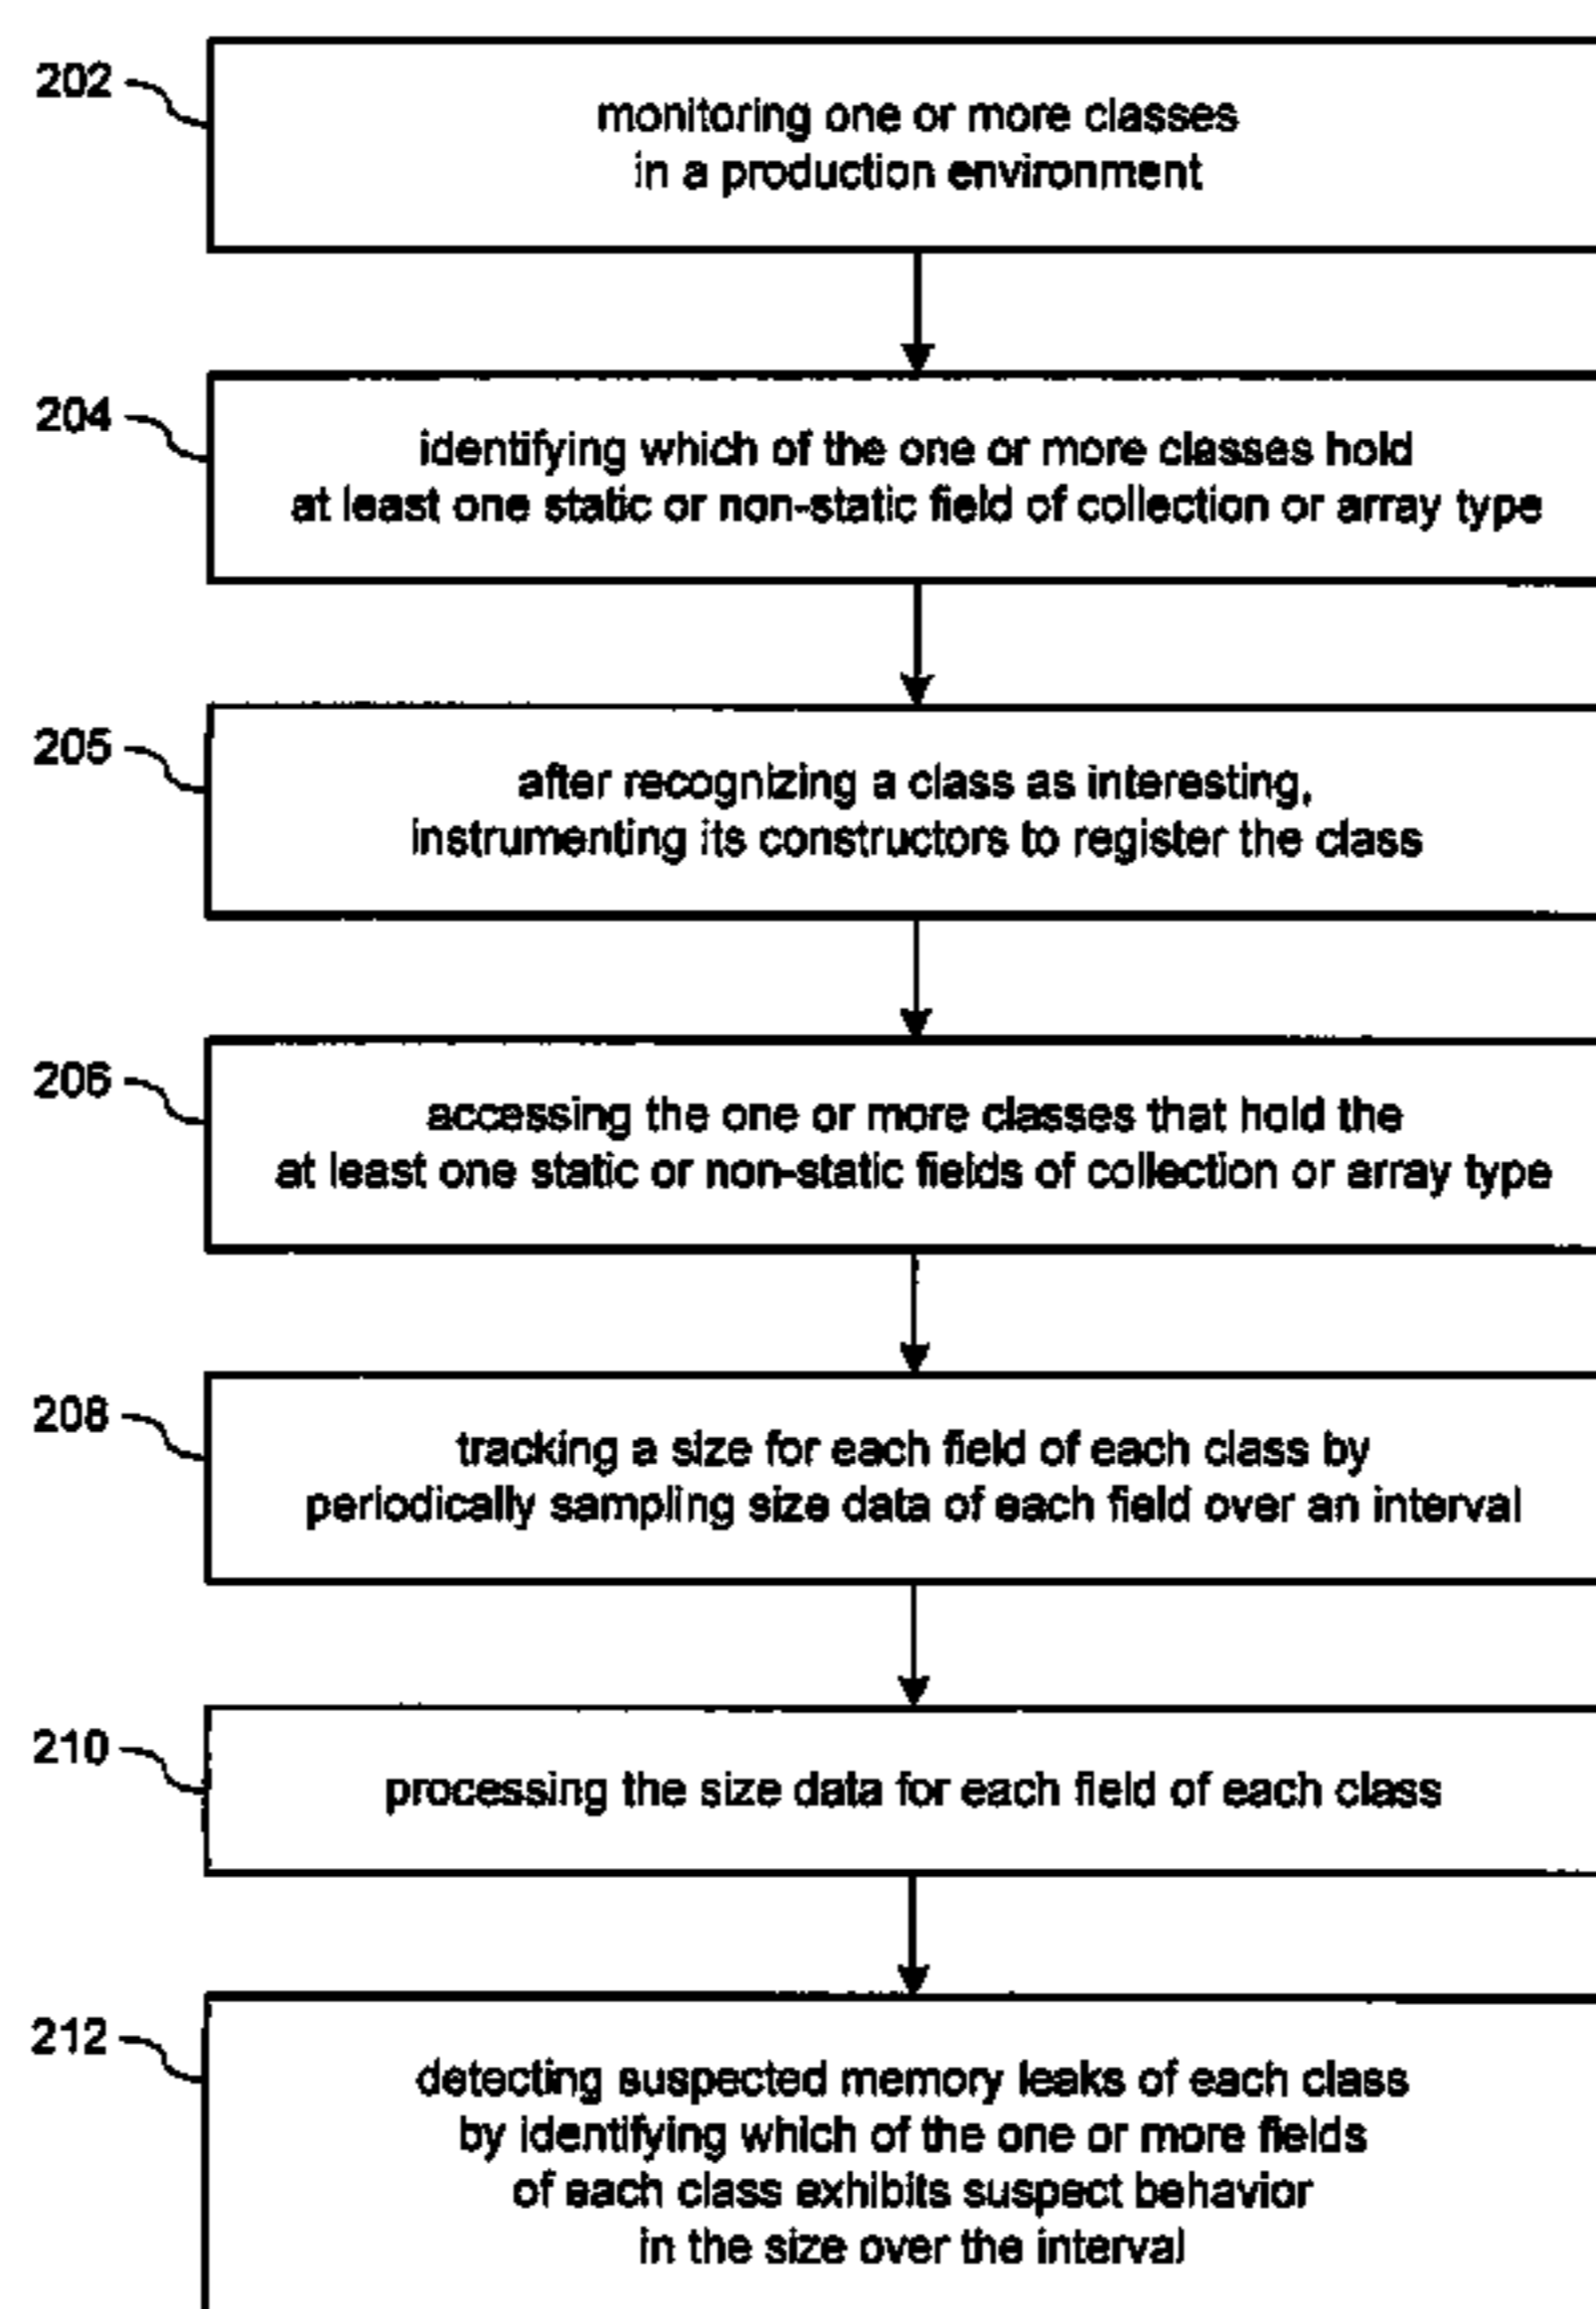 202
monitoring one or more classes
in a production environment
204
identifying which of the one or more classes hold
at least one static or non-static field of collection or array type
205
after recognizing a class as interesting,
instrumenting its constructors to register the class
206
accessing the one or more classes that hold the
at least one static or non-static fields of collection or array type
208
tracking a size for each field of each class by
periodically sampling size data of each field over an interval
210
processing the size data for each field of each class
212
detecting suspected memory leaks of each class
by identifying which of the one or more fields
of each class exhibits suspect behavior
in the size over the interval